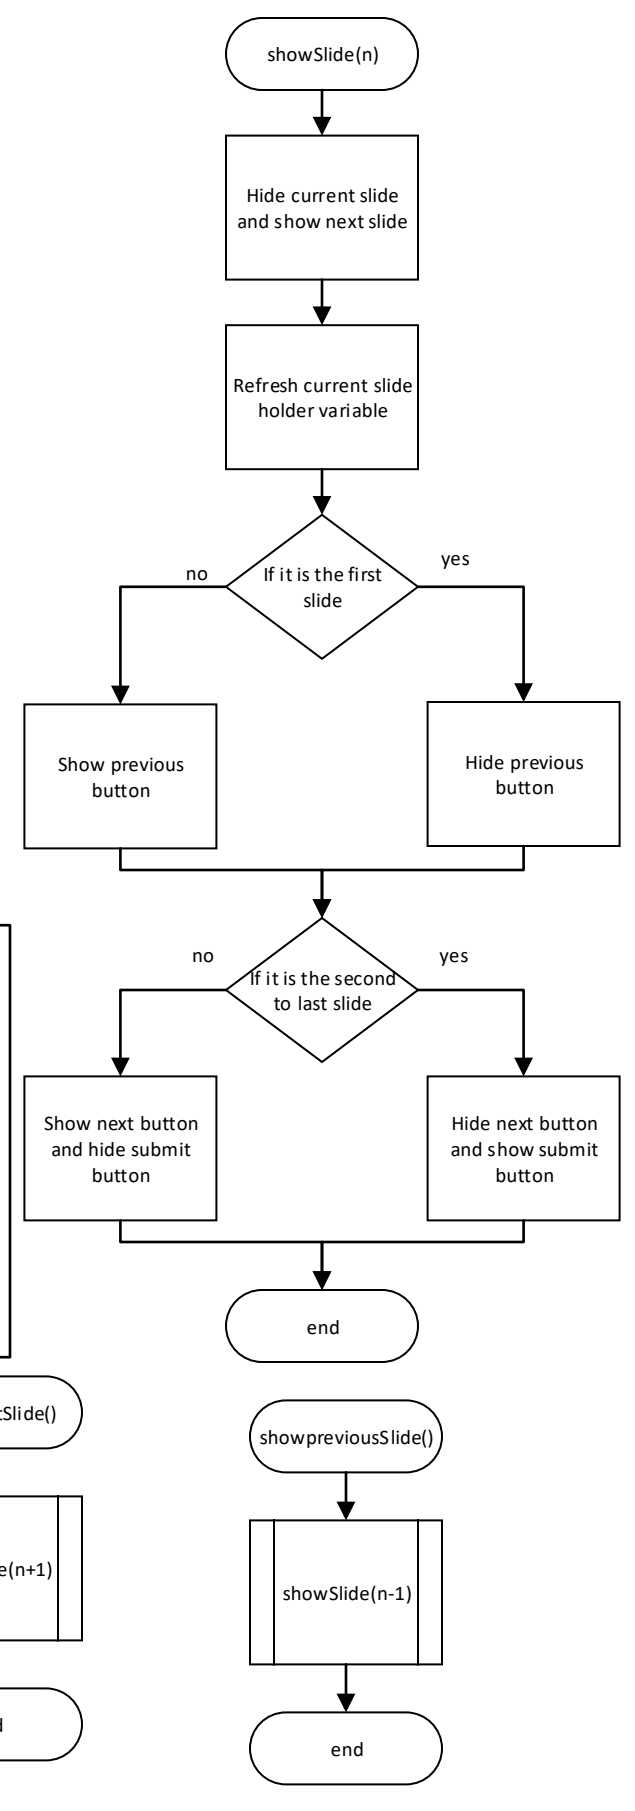 showSlide(n)
Hide current slide
and show next slide
Refresh current slide
holder variable
If it is the first
slide
no
yes
Show previous
button
Hide previous
button
If it is the second
to last slide
no
yes
Show next button
and hide submit
button
Hide next button
and show submit
button
end
tSlide()
showpreviousSlide()
e(n+1)
showSlide(n-1)
d
end